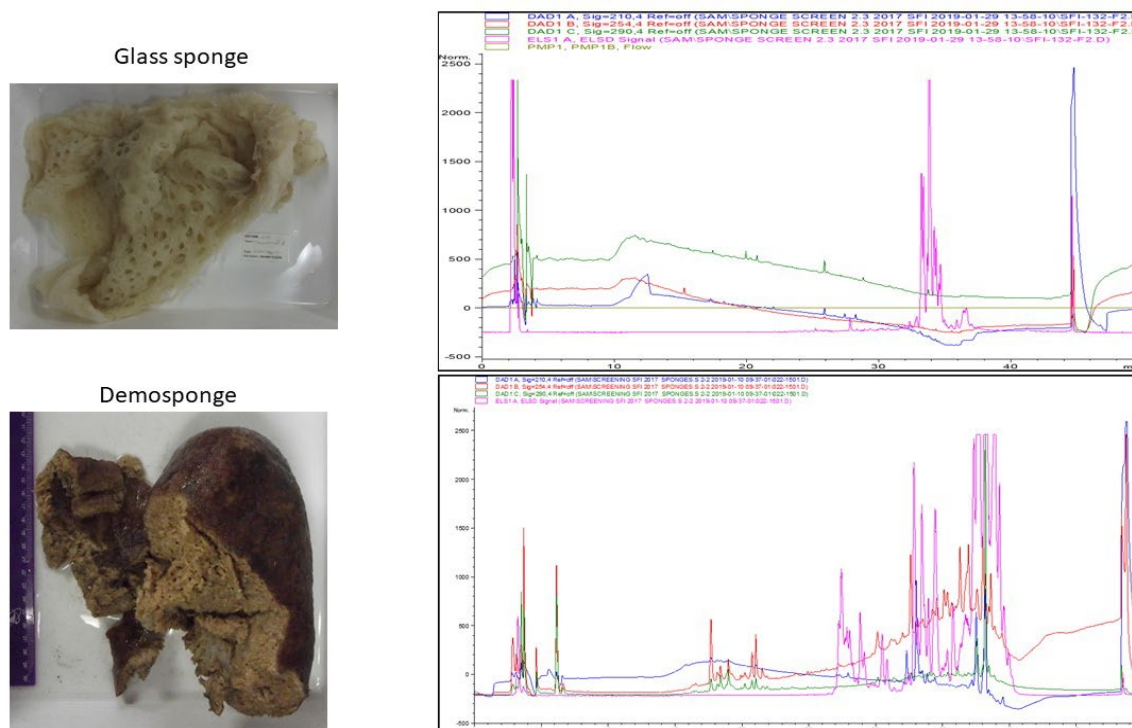 Glass sponge
DAD1 A, Sig=210,4 Ref=off (SAM\SPONGE SCREEN 2.3 2017 SFI 2019-01-29 13-58-10\SFI-132-F2.
DAD1 B, Sig=254,4 Ref=off (SAM\SPONGE SCREEN 2.3 2017 SFI 2019-01-29 13-58-10\SFI-132-F2.
DAD1 C, Sig=290,4 Ref=off (SAM\SPONGE SCREEN 2.3 2017 SFI 2019-01-29 13-58-10\SFI-132-F2.
ELS1 A, ELSD Signal (SAM\SPONGE SCREEN 2.3 2017 SFI 2019-01-29 13-58-10\SFI-132-F2.D)
PMP1, PMP1B, Flow
Norm.
2500
2000
1500
1000
500
0
-500
0 10 20 30 40 m
Demosponge
DAD1 A, Sig=210,4 Ref=off (SAM\SCREENING SFI 2017 SPONGES.S 2-2 2019-01-10 09-37-01\022-1501.D)
DAD1 B, Sig=254,4 Ref=off (SAM\SCREENING SFI 2017 SPONGES.S 2-2 2019-01-10 09-37-01\022-1501.D)
DAD1 C, Sig=290,4 Ref=off (SAM\SCREENING SFI 2017 SPONGES.S 2-2 2019-01-10 09-37-01\022-1501.D)
ELS1 A, ELSD Signal (SAM\SCREENING SFI 2017 SPONGES.S 2-2 2019-01-10 09-37-01\022-1501.D)
Norm.
2500
2000
1500
1000
500
0
-500
10 20 30 40